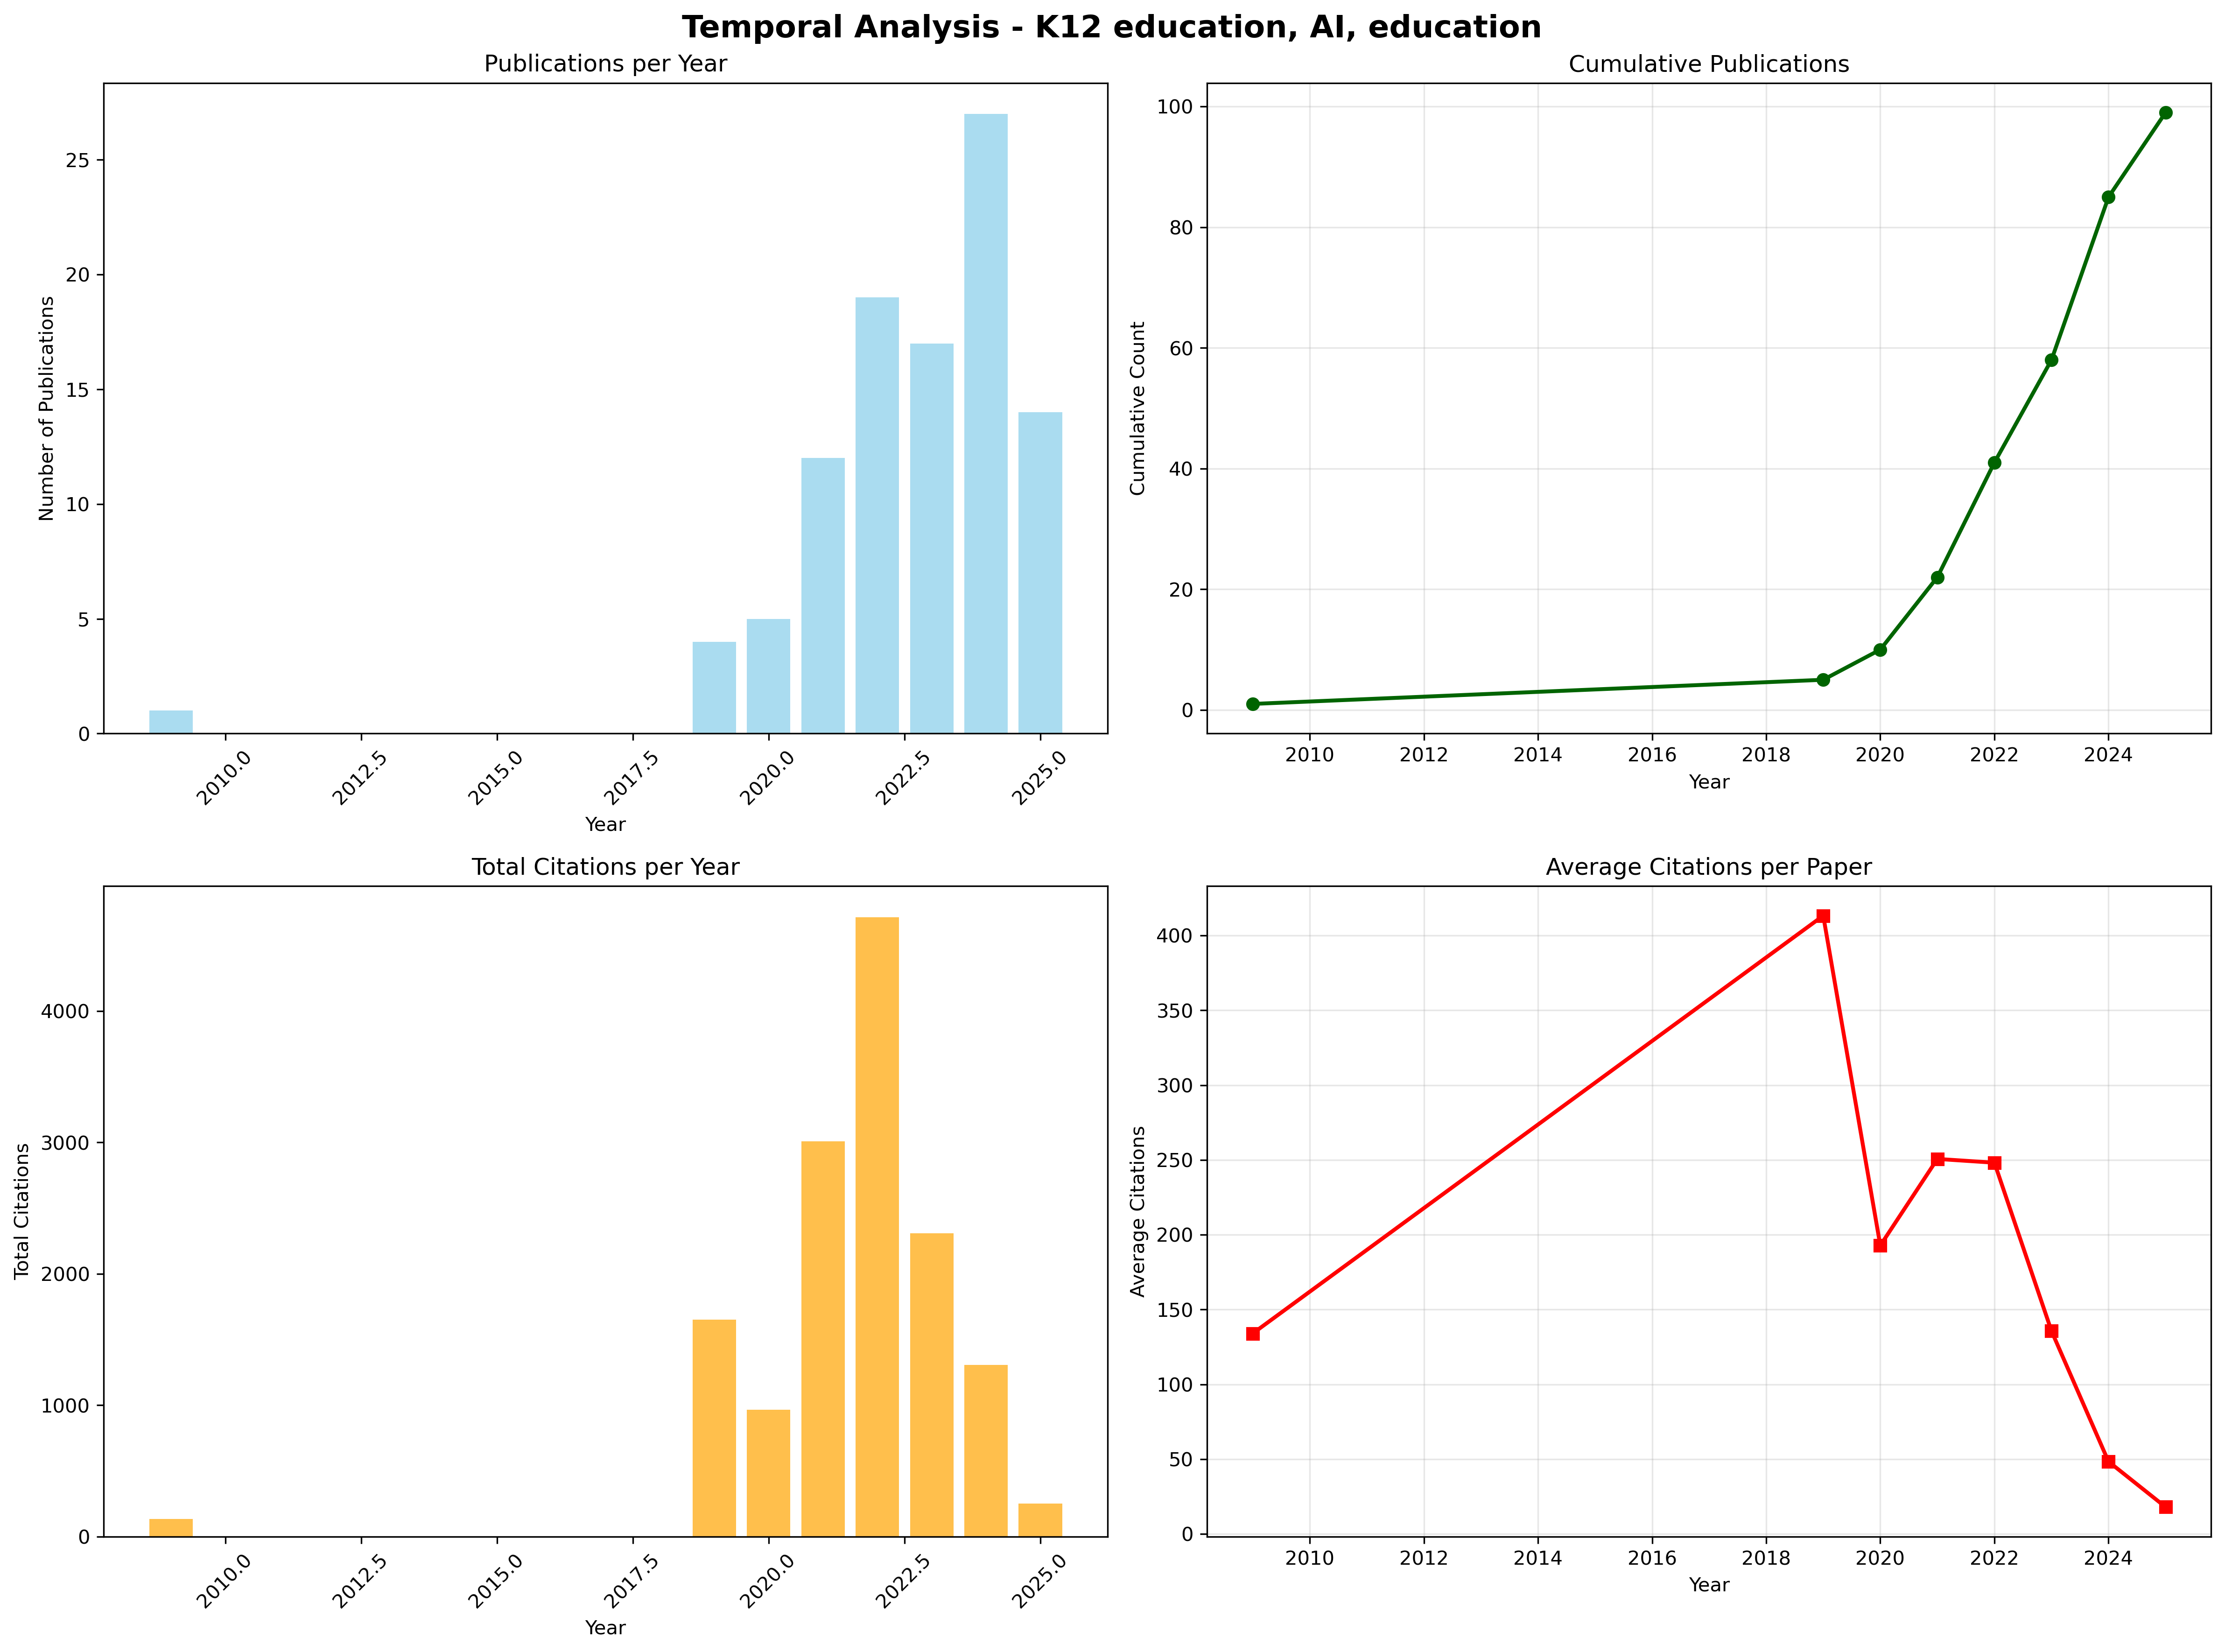 Temporal Analysis - K12 education, AI, education
Publications per Year
Number of Publications
25
20
15
10
5
0
2010.0 2012.5 2015.0 2017.5 2020.0 2022.5 2025.0
Year
Cumulative Publications
Cumulative Count
100
80
60
40
20
0
2010 2012 2014 2016 2018 2020 2022 2024
Year
Total Citations per Year
Total Citations
4000
3000
2000
1000
0
2010.0 2012.5 2015.0 2017.5 2020.0 2022.5 2025.0
Year
Average Citations per Paper
Average Citations
400
350
300
250
200
150
100
50
0
2010 2012 2014 2016 2018 2020 2022 2024
Year